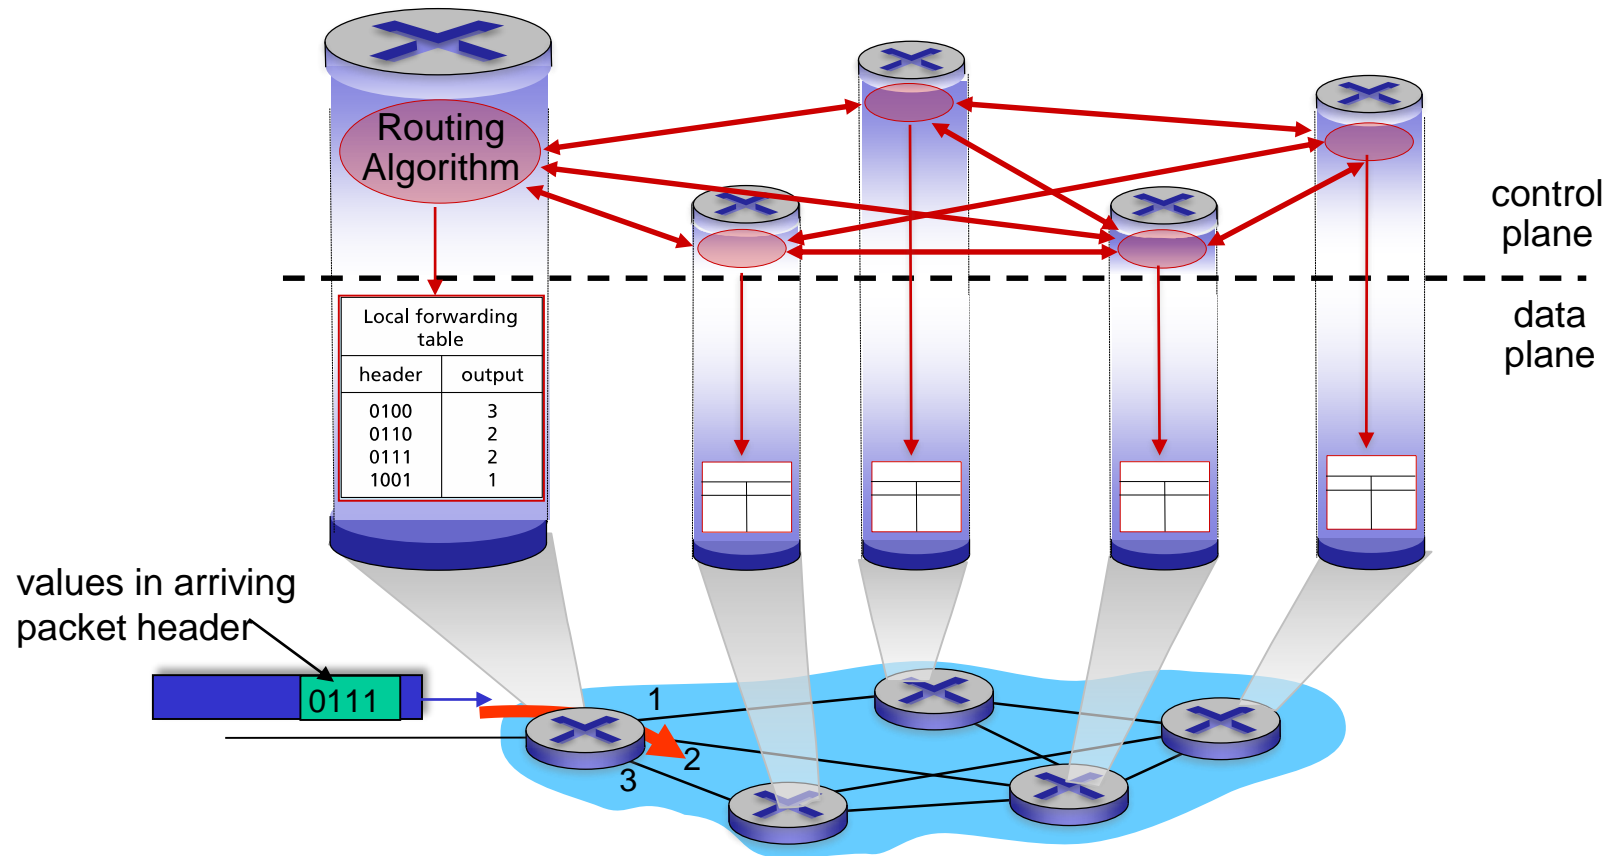 Routing
Algorithm
control
plane
data
plane
Local forwarding
table
header output
0100 3
0110 2
0111 2
1001 1
values in arriving
packet header
0111
1
2
3